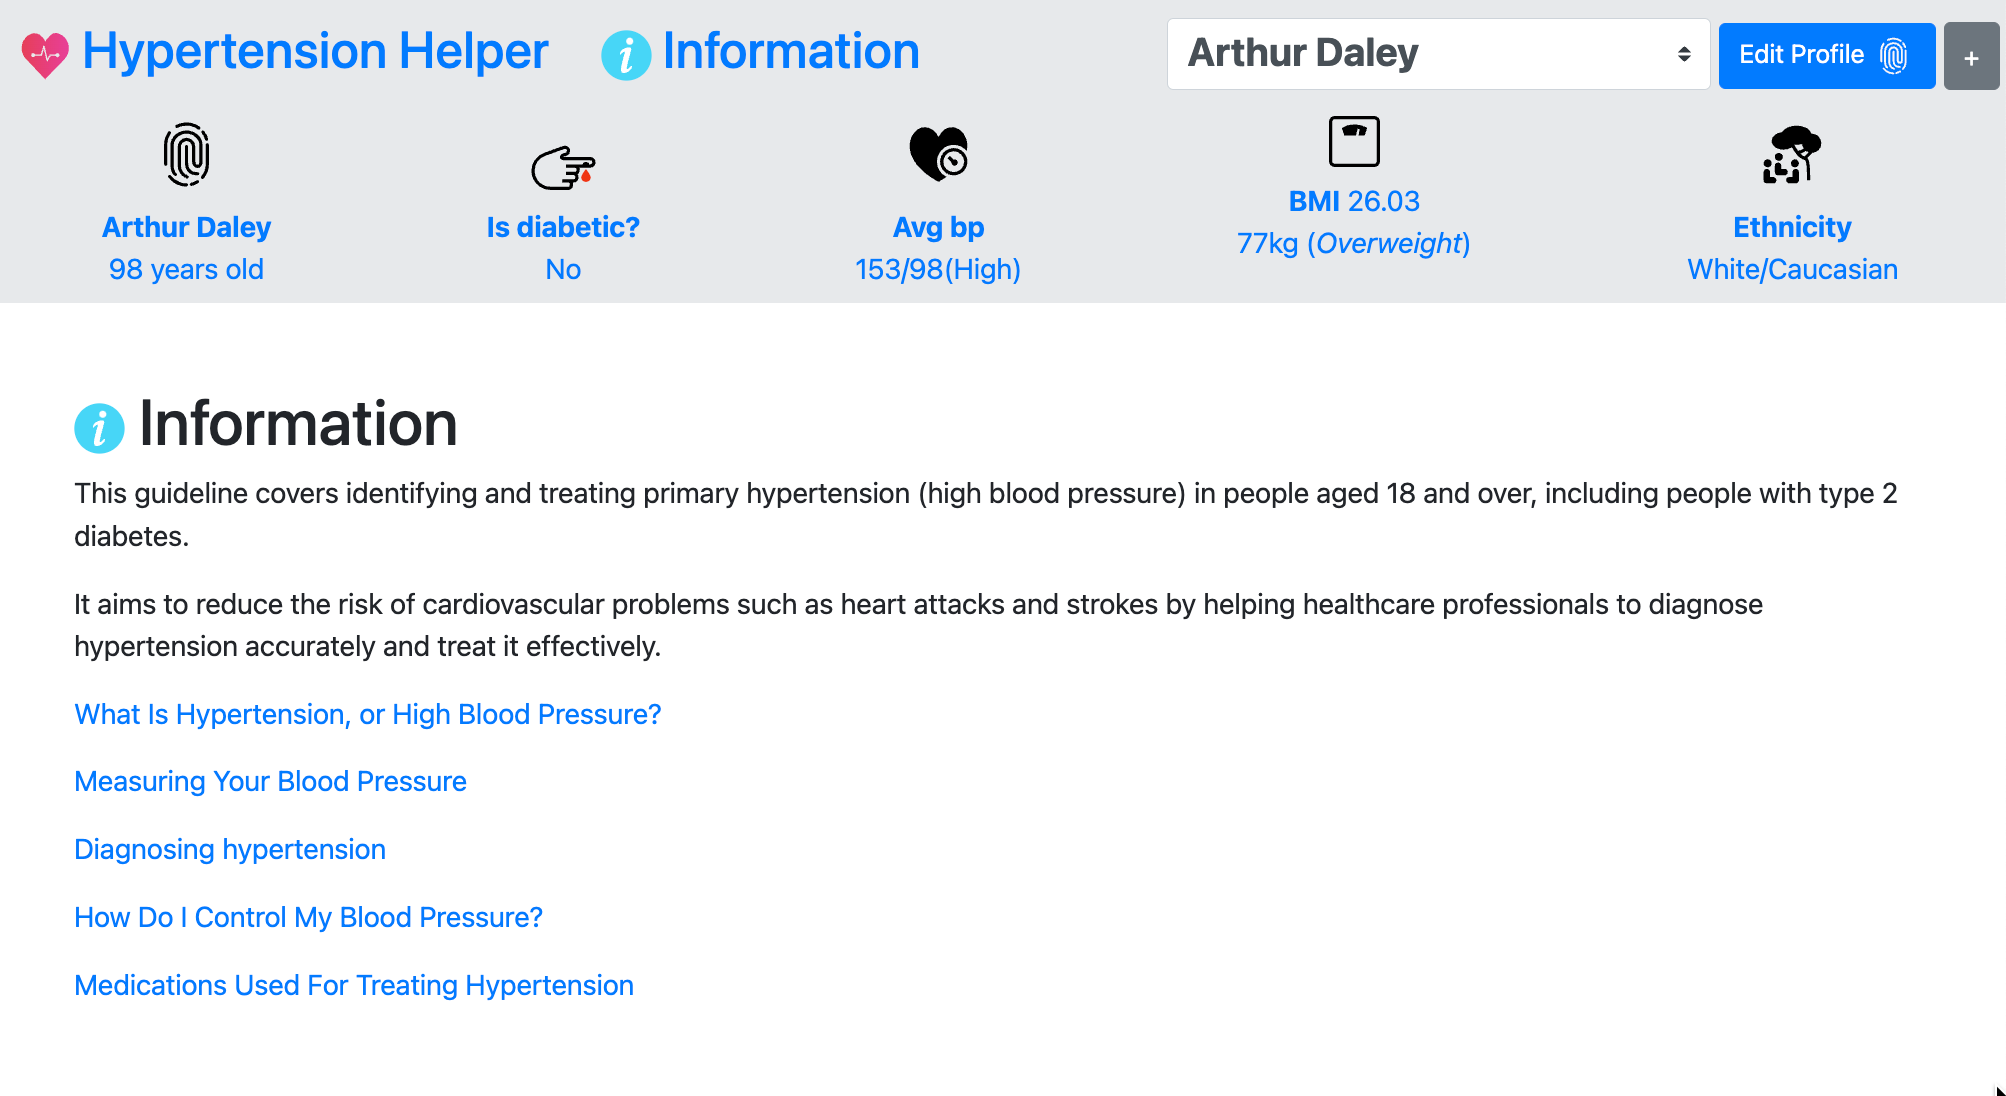 Hypertension Helper
Information
Arthur Daley
Edit Profile
+
Arthur Daley
98 years old
Is diabetic?
No
Avg bp
153/98(High)
BMI 26.03
77kg (Overweight)
Ethnicity
White/Caucasian
i Information
This guideline covers identifying and treating primary hypertension (high blood pressure) in people aged 18 and over, including people with type 2
diabetes.
It aims to reduce the risk of cardiovascular problems such as heart attacks and strokes by helping healthcare professionals to diagnose
hypertension accurately and treat it effectively.
What Is Hypertension, or High Blood Pressure?
Measuring Your Blood Pressure
Diagnosing hypertension
How Do I Control My Blood Pressure?
Medications Used For Treating Hypertension